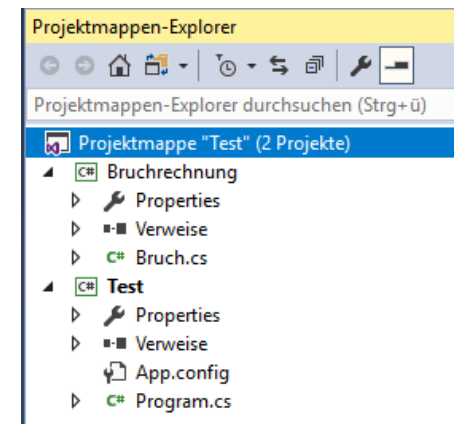 Projektmappen-Explorer
Projektmappen-Explorer durchsuchen (Strg+ü)
Projektmappe "Test" (2 Projekte)
C# Bruchrechnung
Properties
Verweise
C# Bruch.cs
C# Test
Properties
Verweise
App.config
C# Program.cs